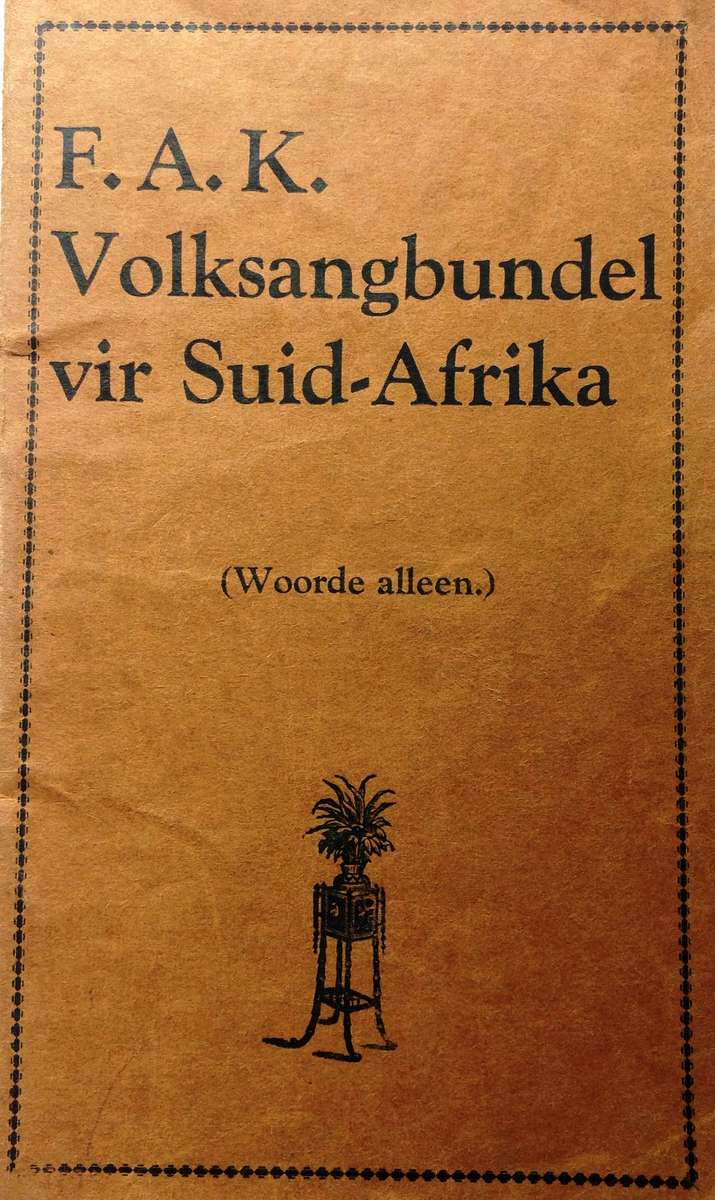 F. A. K.
Volksangbundel
vir Suid-Afrika
(Woorde alleen.)